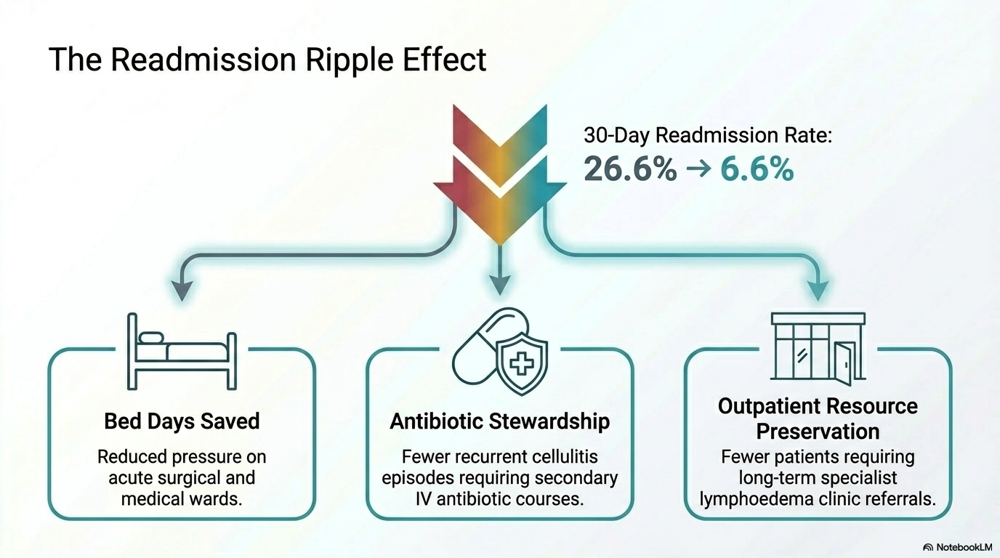 The Readmission Ripple Effect
30-Day Readmission Rate:
26.6% → 6.6%
Bed Days Saved
Reduced pressure on
acute surgical and
medical wards.
Antibiotic Stewardship
Fewer recurrent cellulitis
episodes requiring secondary
IV antibiotic courses.
Outpatient Resource
Preservation
Fewer patients requiring
long-term specialist
lymphoedema clinic referrals.
NotebookLM